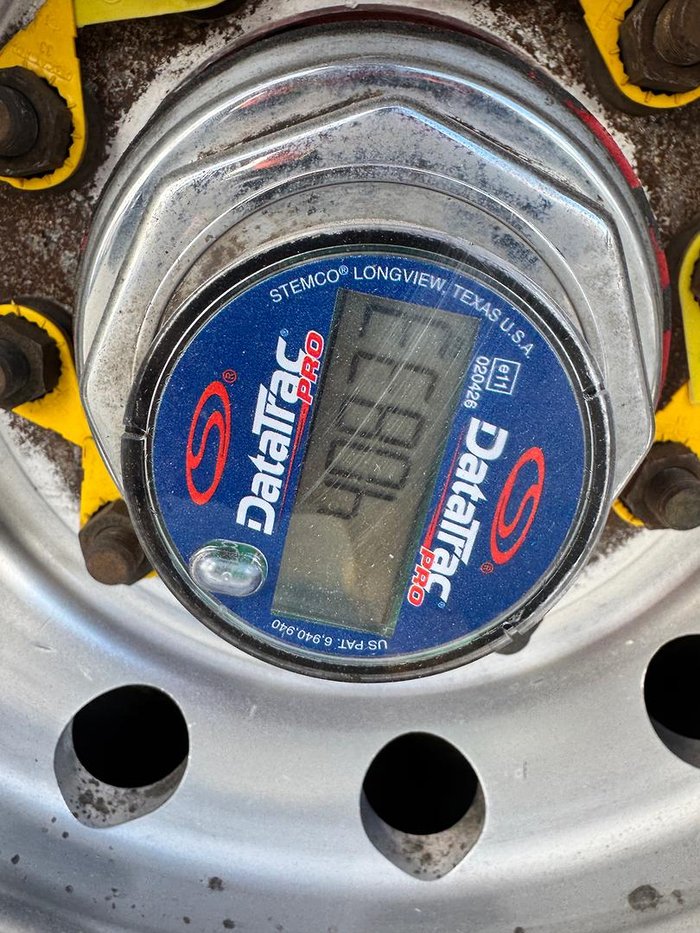 STEMCO® LONGVIEW, TEXAS U.S.A.
e11
020426
DataTrac PRO
®
DataTrac PRO
®
US PAT. 6,940,940